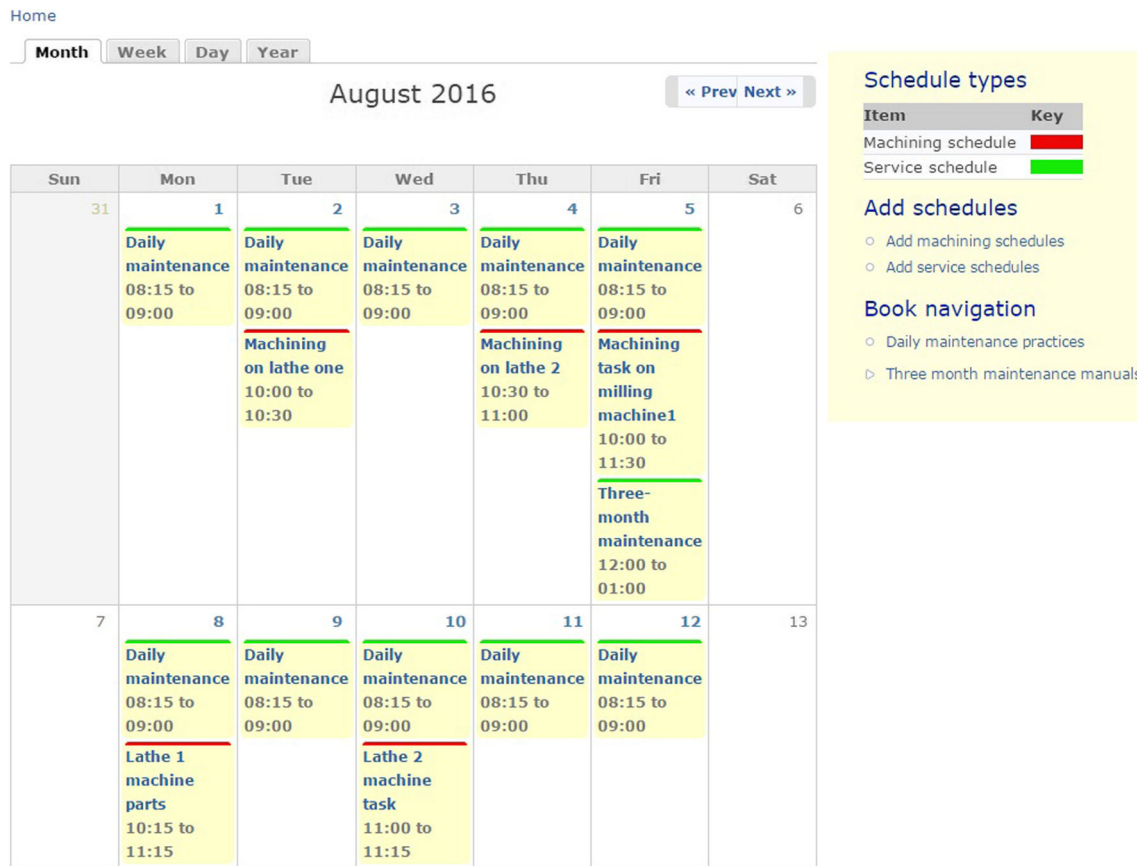 Home
Month Week Day Year
August 2016
« Prev Next »
Sun Mon Tue Wed Thu Fri Sat
31 1 2 3 4 5 6
Daily maintenance 08:15 to 09:00
Daily maintenance 08:15 to 09:00
Machining on lathe one 10:00 to 10:30
Daily maintenance 08:15 to 09:00
Daily maintenance 08:15 to 09:00
Machining on lathe 2 10:30 to 11:00
Daily maintenance 08:15 to 09:00
Machining task on milling machine1 10:00 to 11:30
Three-month maintenance 12:00 to 01:00
7 8 9 10 11 12 13
Daily maintenance 08:15 to 09:00
Lathe 1 machine parts 10:15 to 11:15
Daily maintenance 08:15 to 09:00
Daily maintenance 08:15 to 09:00
Lathe 2 machine task 11:00 to 11:15
Daily maintenance 08:15 to 09:00
Daily maintenance 08:15 to 09:00
Schedule types
Item Key
Machining schedule
Service schedule
Add schedules
Add machining schedules
Add service schedules
Book navigation
Daily maintenance practices
Three month maintenance manuals